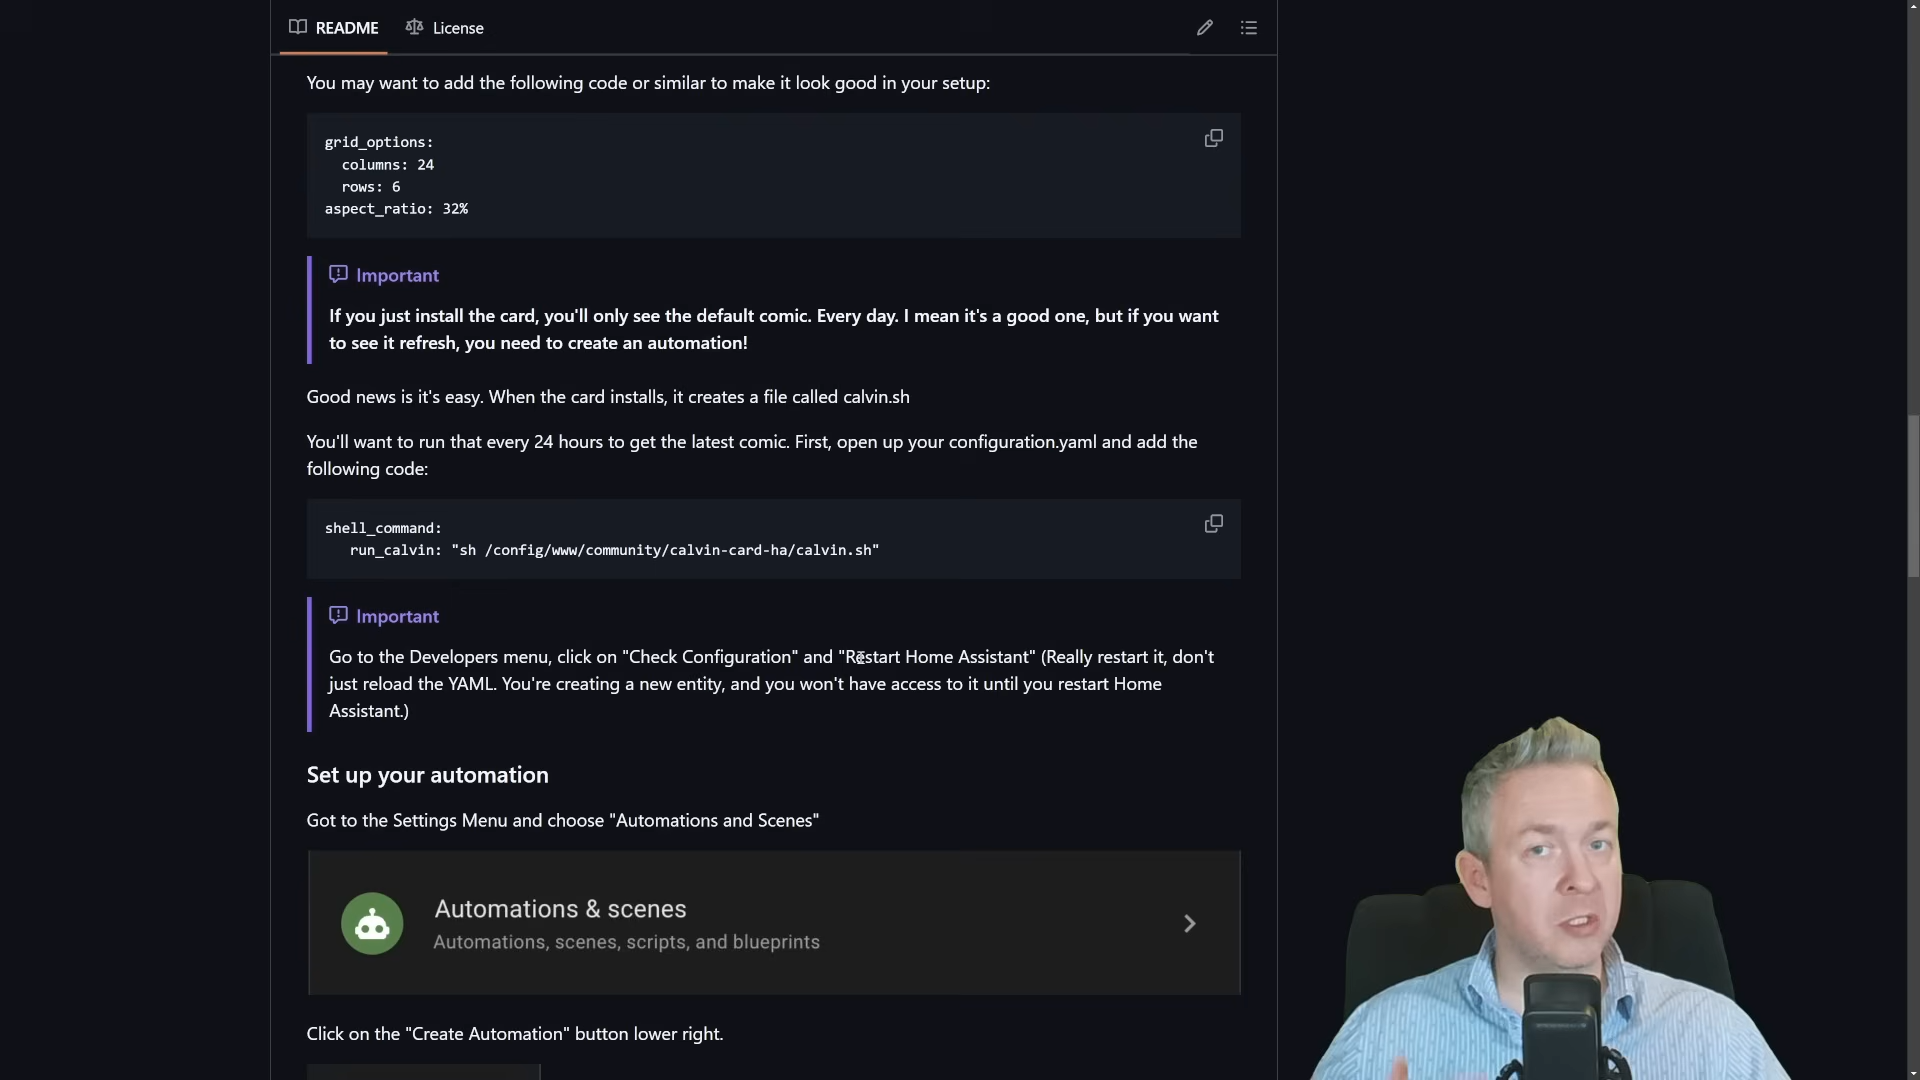 README License
You may want to add the following code or similar to make it look good in your setup:
grid_options:
columns: 24
rows: 6
aspect_ratio: 32%
Important
If you just install the card, you'll only see the default comic. Every day. I mean it's a good one, but if you want
to see it refresh, you need to create an automation!
Good news is it's easy. When the card installs, it creates a file called calvin.sh
You'll want to run that every 24 hours to get the latest comic. First, open up your configuration.yaml and add the
following code:
shell_command:
run_calvin: "sh /config/www/community/calvin-card-ha/calvin.sh"
Important
Go to the Developers menu, click on "Check Configuration" and "Restart Home Assistant" (Really restart it, don't
just reload the YAML. You're creating a new entity, and you won't have access to it until you restart Home
Assistant.)
Set up your automation
Got to the Settings Menu and choose "Automations and Scenes"
Automations & scenes
Automations, scenes, scripts, and blueprints
Click on the "Create Automation" button lower right.